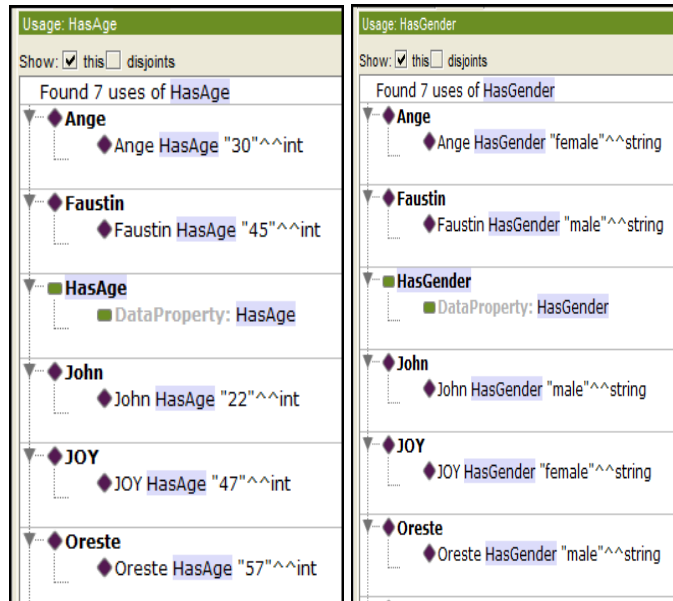 Usage: HasAge
Show: this disjoints
Found 7 uses of HasAge
Ange
Ange HasAge "30"^^int
Faustin
Faustin HasAge "45"^^int
HasAge
DataProperty: HasAge
John
John HasAge "22"^^int
JOY
JOY HasAge "47"^^int
Oreste
Oreste HasAge "57"^^int
Usage: HasGender
Show: this disjoints
Found 7 uses of HasGender
Ange
Ange HasGender "female"^^string
Faustin
Faustin HasGender "male"^^string
HasGender
DataProperty: HasGender
John
John HasGender "male"^^string
JOY
JOY HasGender "female"^^string
Oreste
Oreste HasGender "male"^^string